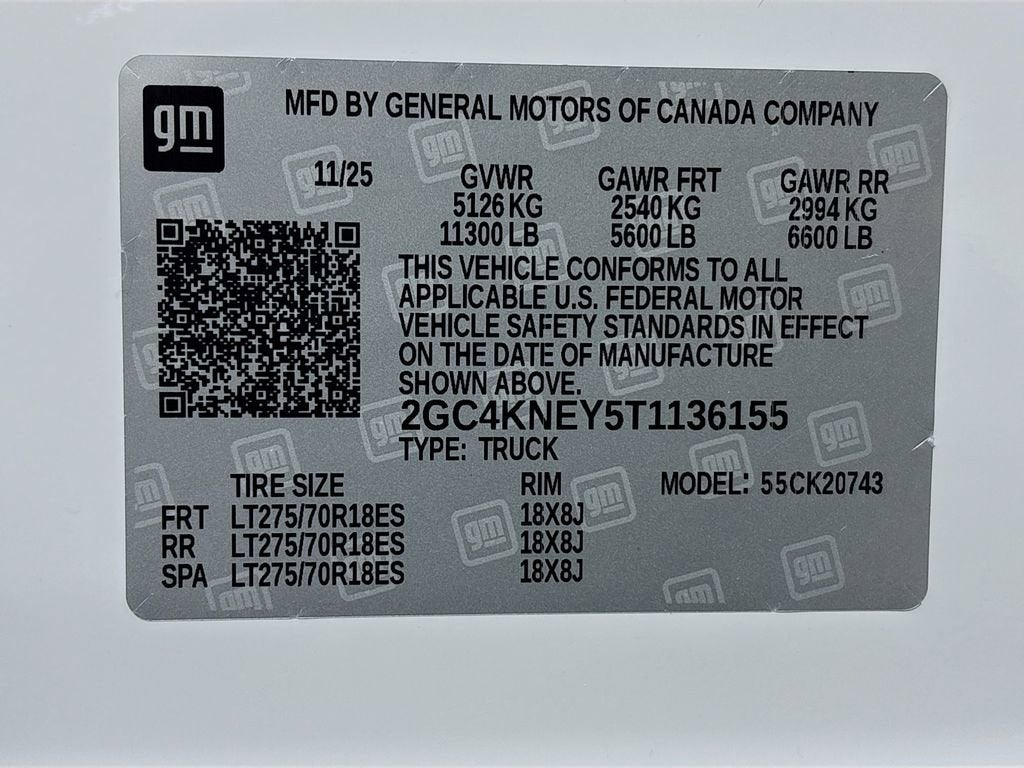 gm
MFD BY GENERAL MOTORS OF CANADA COMPANY
11/25 GVWR GAWR FRT GAWR RR
5126 KG 2540 KG 2994 KG
11300 LB 5600 LB 6600 LB
THIS VEHICLE CONFORMS TO ALL
APPLICABLE U.S. FEDERAL MOTOR
VEHICLE SAFETY STANDARDS IN EFFECT
ON THE DATE OF MANUFACTURE
SHOWN ABOVE.
2GC4KNEY5T1136155
TYPE: TRUCK
TIRE SIZE RIM MODEL: 55CK20743
FRT LT275/70R18ES 18X8J
RR LT275/70R18ES 18X8J
SPA LT275/70R18ES 18X8J